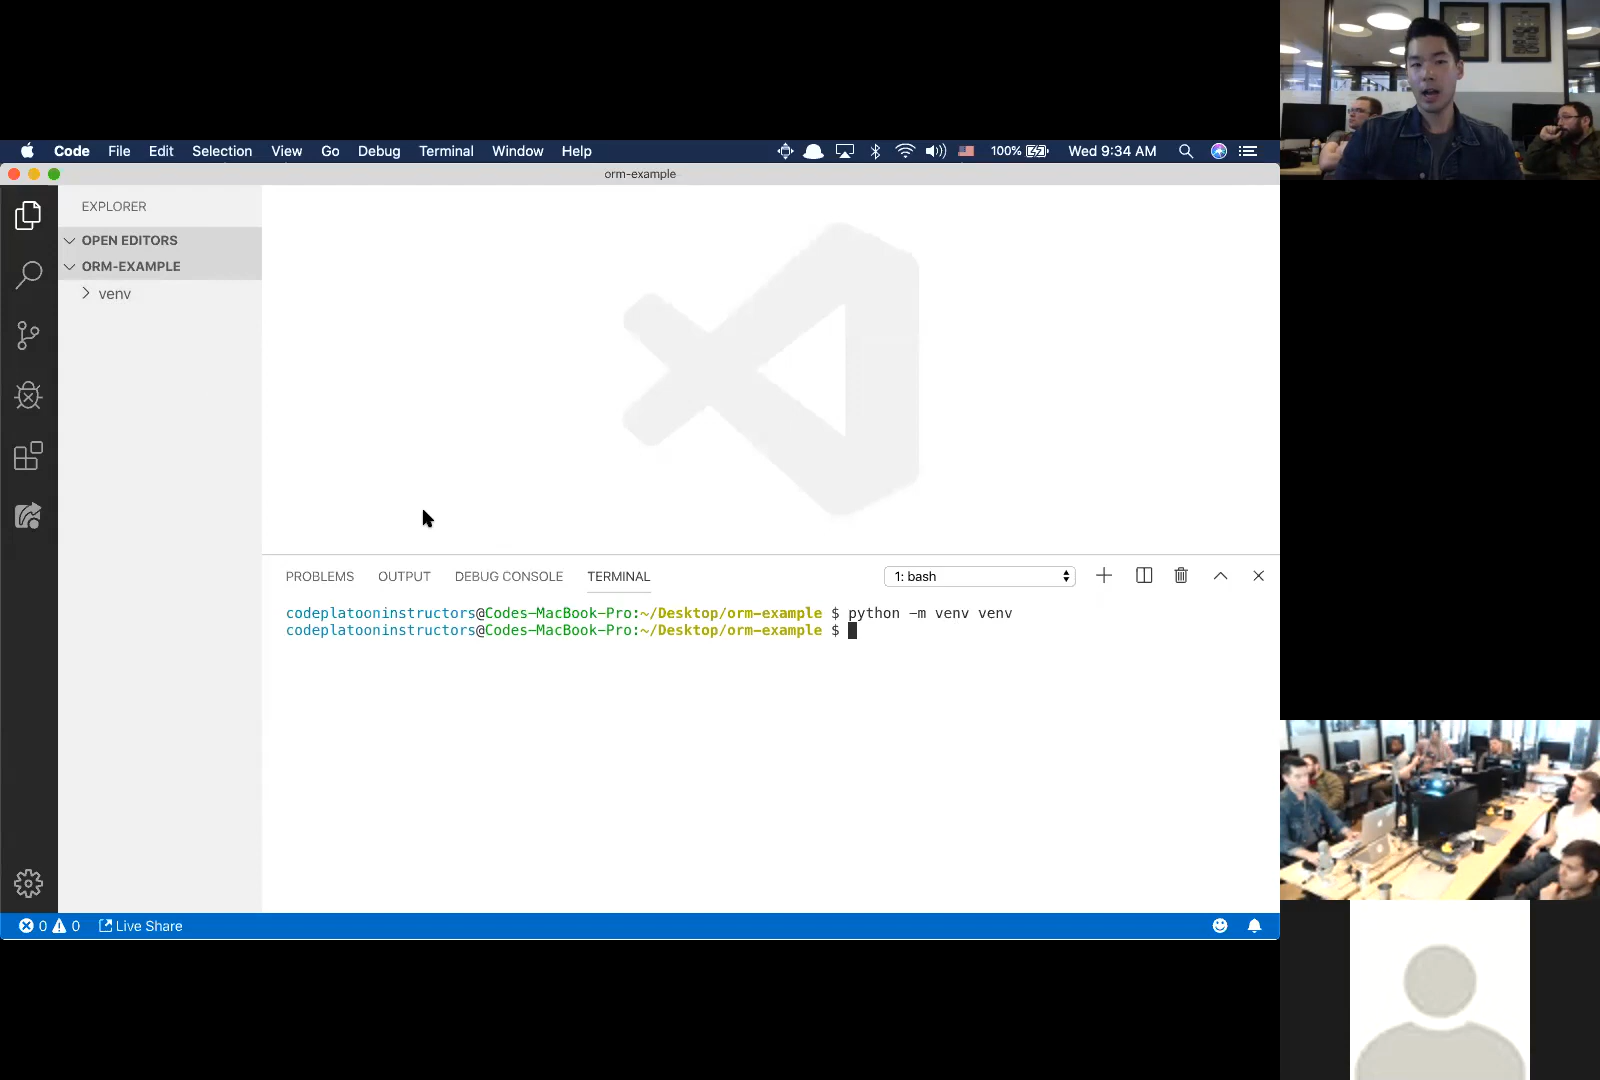 Code File Edit Selection View Go Debug Terminal Window Help 100% Wed 9:34 AM
orm-example
EXPLORER
OPEN EDITORS
ORM-EXAMPLE
venv
PROBLEMS OUTPUT DEBUG CONSOLE TERMINAL 1: bash
codeplatooninstructors@Codes-MacBook-Pro:~/Desktop/orm-example $ python -m venv venv
codeplatooninstructors@Codes-MacBook-Pro:~/Desktop/orm-example $
0 0 Live Share